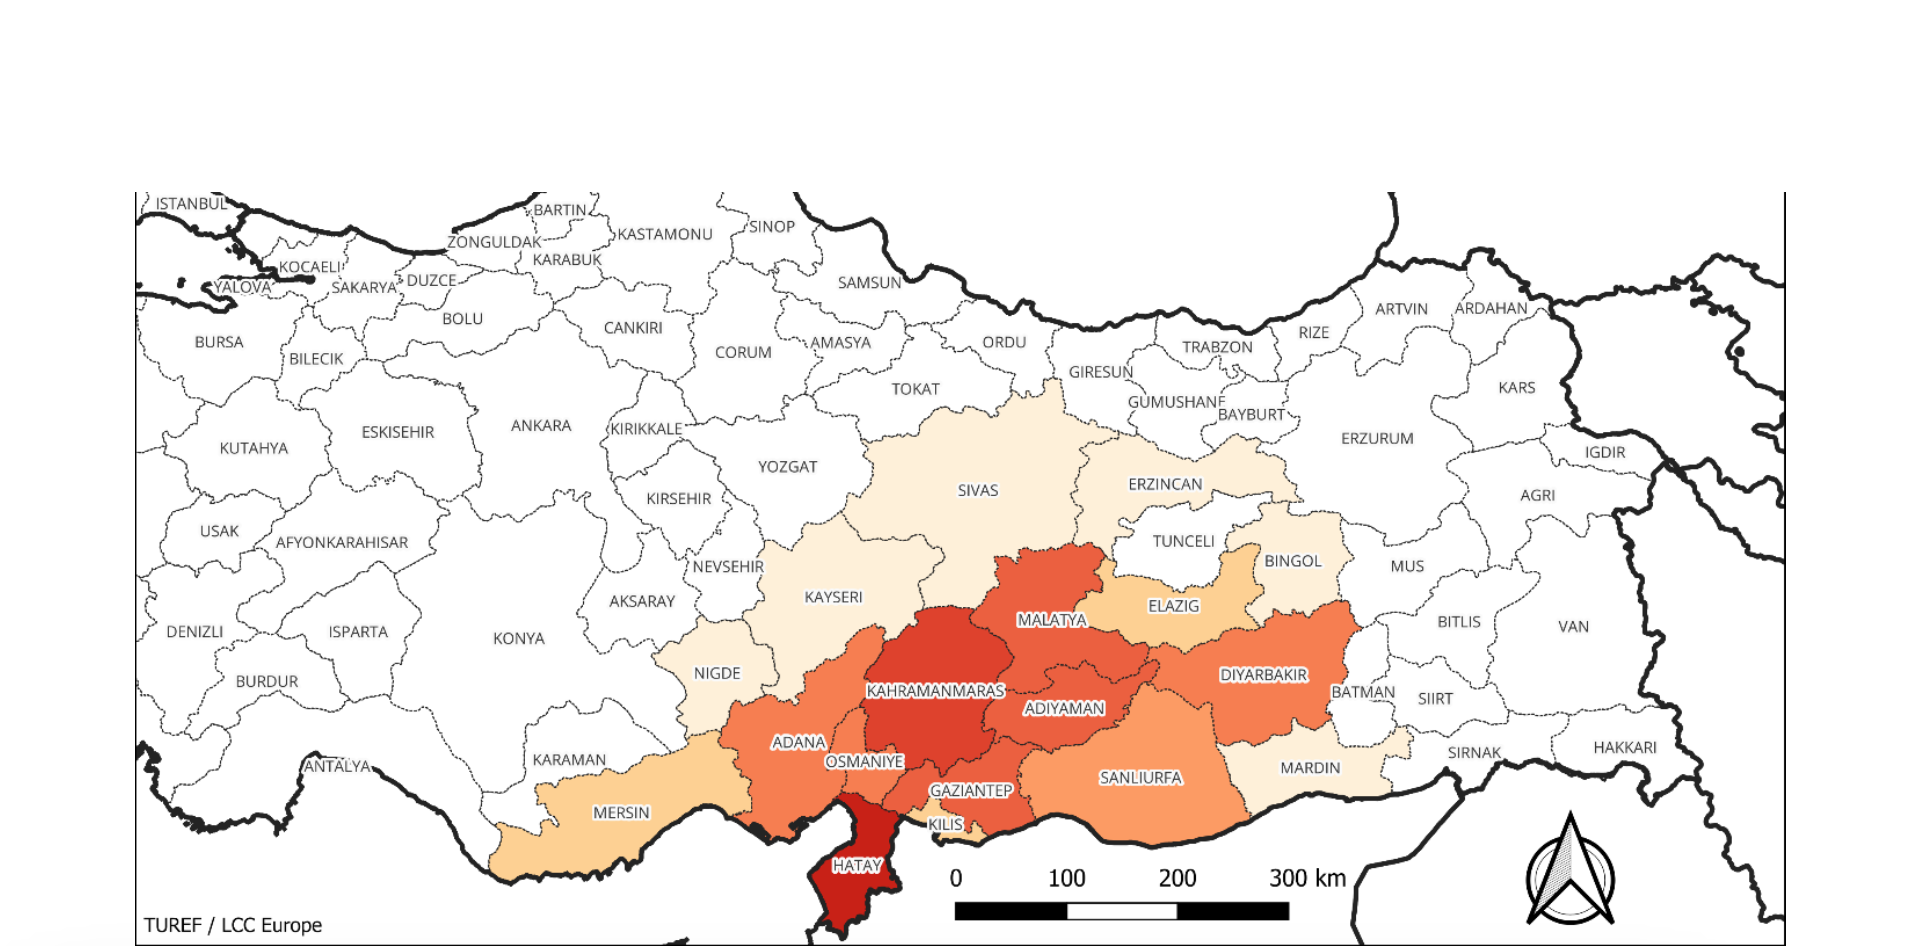 ISTANBUL
BARTIN
SINOP
KASTAMONU
ZONGULDAK
KARABUK
KOCAELI
DUZCE
YALOVA
SAKARYA
SAMSUN
BOLU
CANKIRI
ARTVIN
ARDAHAN
BURSA
BILECIK
CORUM
AMASYA
ORDU
TRABZON
RIZE
GIRESUN
TOKAT
KARS
GUMUSHANE
BAYBURT
ESKISEHIR
ANKARA
KIRIKKALE
ERZURUM
KUTAHYA
IGDIR
YOZGAT
SIVAS
ERZINCAN
KIRSEHIR
AGRI
USAK
AFYONKARAHISAR
TUNCELI
NEVSEHIR
BINGOL
MUS
KAYSERI
AKSARAY
ELAZIG
MALATYA
BITLIS
VAN
DENIZLI
ISPARTA
KONYA
NIGDE
DIYARBAKIR
BURDUR
KAHRAMANMARAS
BATMAN
SIIRT
ADIYAMAN
ADANA
OSMANIYE
HAKKARI
SIRNAK
KARAMAN
ANTALYA
MARDIN
SANLIURFA
GAZIANTEP
MERSIN
KILIS
HATAY
0 100 200 300 km
TUREF / LCC Europe